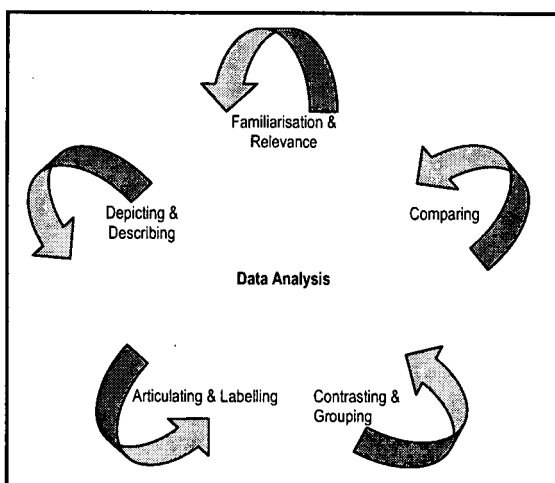 Familiarisation &
Relevance
Depicting &
Describing
Comparing
Data Analysis
Articulating & Labelling
Contrasting &
Grouping